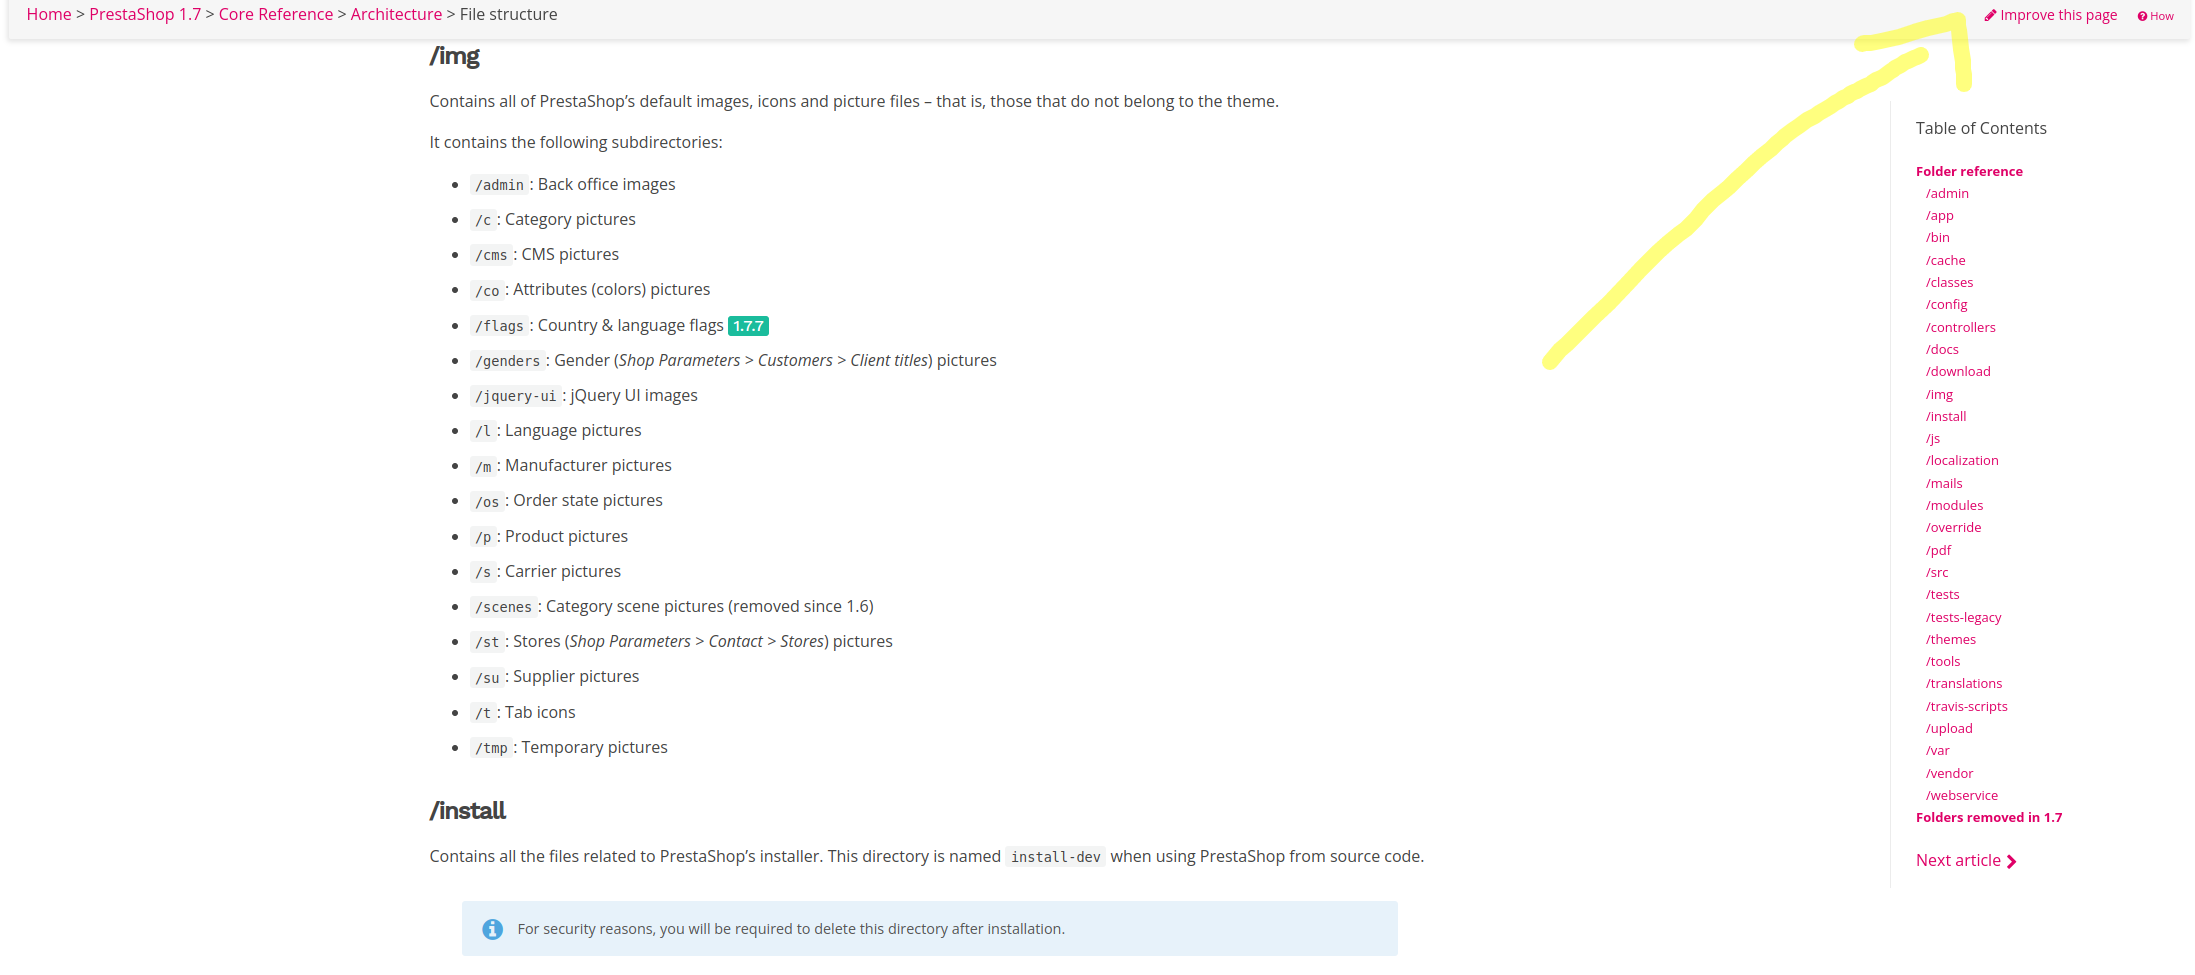 Home > PrestaShop 1.7 > Core Reference > Architecture > File structure
Improve this page How
/img
Contains all of PrestaShop’s default images, icons and picture files – that is, those that do not belong to the theme.
It contains the following subdirectories:
/admin : Back office images
/c : Category pictures
/cms : CMS pictures
/co : Attributes (colors) pictures
/flags : Country & language flags 1.7.7
/genders : Gender (Shop Parameters > Customers > Client titles) pictures
/jquery-ui : jQuery UI images
/l : Language pictures
/m : Manufacturer pictures
/os : Order state pictures
/p : Product pictures
/s : Carrier pictures
/scenes : Category scene pictures (removed since 1.6)
/st : Stores (Shop Parameters > Contact > Stores) pictures
/su : Supplier pictures
/t : Tab icons
/tmp : Temporary pictures
/install
Contains all the files related to PrestaShop’s installer. This directory is named install-dev when using PrestaShop from source code.
For security reasons, you will be required to delete this directory after installation.
Table of Contents
Folder reference
/admin
/app
/bin
/cache
/classes
/config
/controllers
/docs
/download
/img
/install
/js
/localization
/mails
/modules
/override
/pdf
/src
/tests
/tests-legacy
/themes
/tools
/translations
/travis-scripts
/upload
/var
/vendor
/webservice
Folders removed in 1.7
Next article